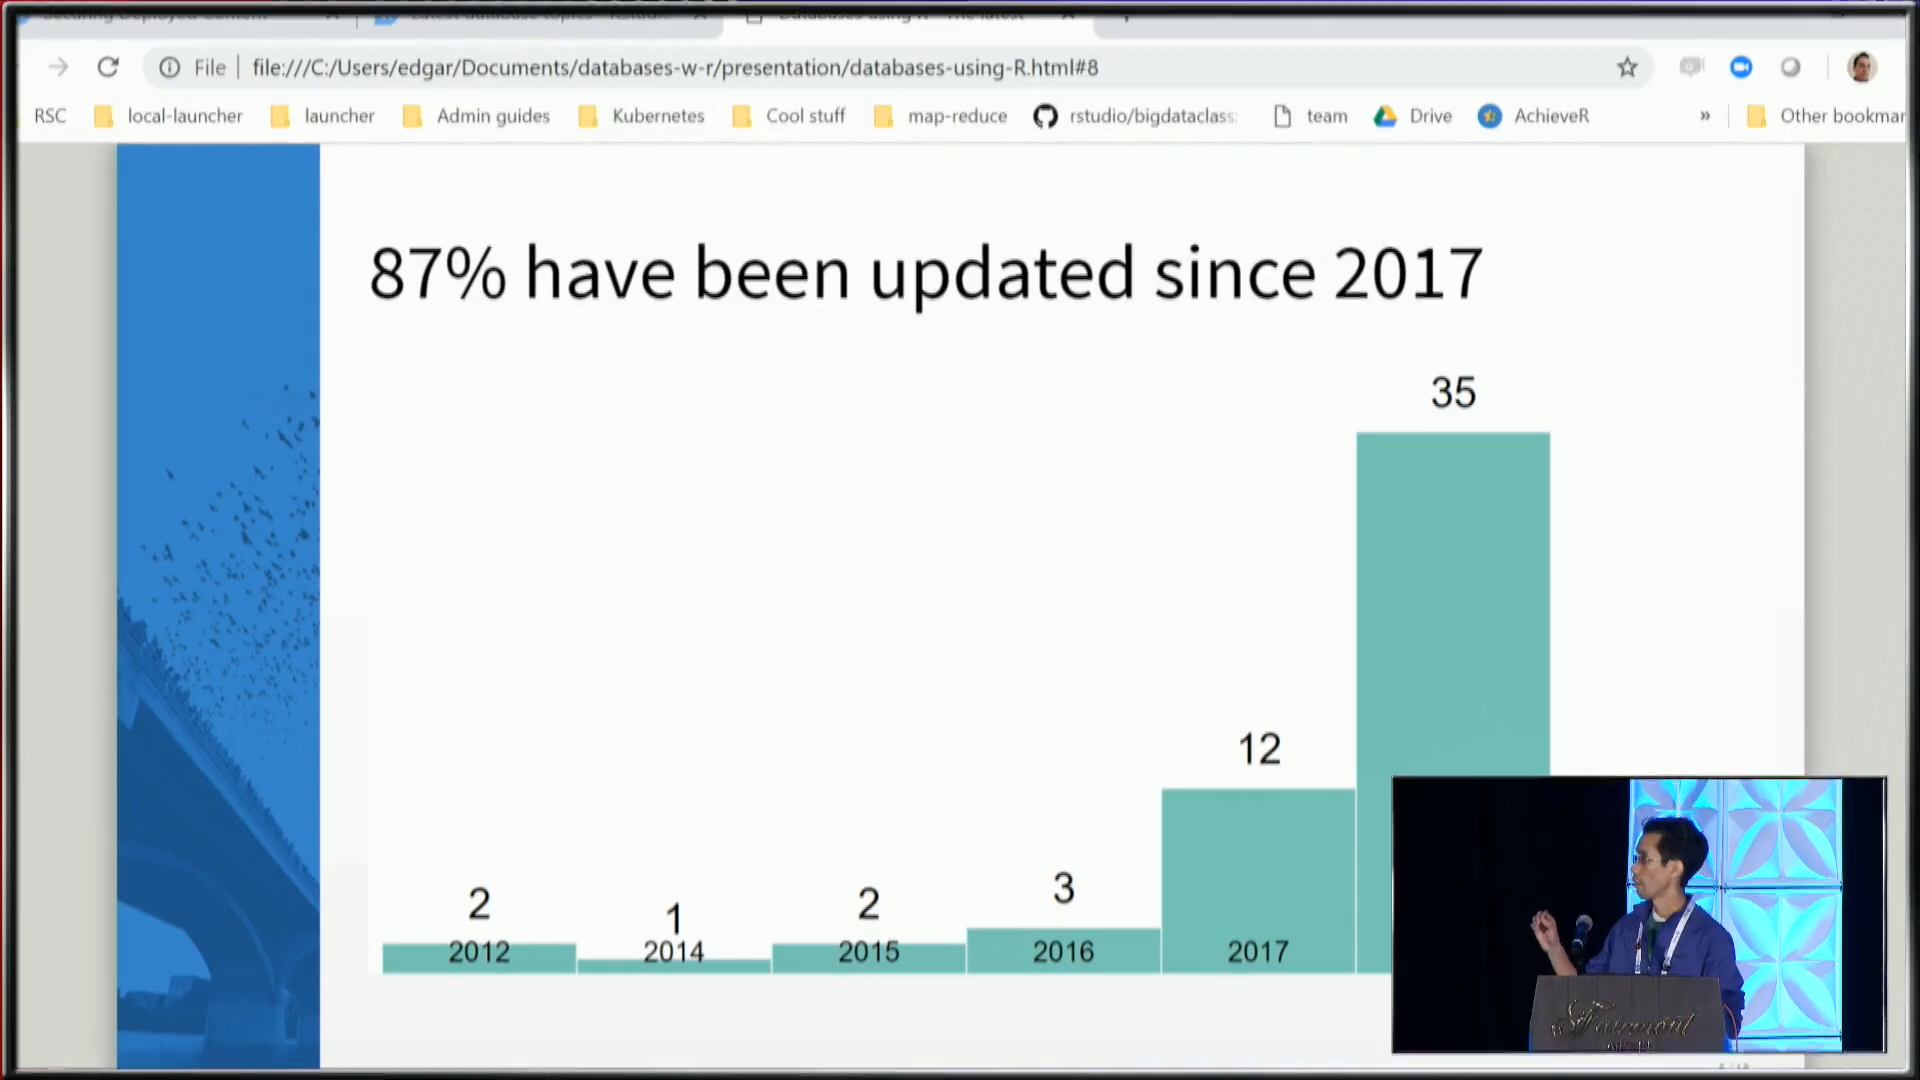 File file:///C:/Users/edgar/Documents/databases-w-r/presentation/databases-using-R.html#8
RSC local-launcher launcher Admin guides Kubernetes Cool stuff map-reduce rstudio/bigdataclass: team Drive AchieveR » Other bookmar
87% have been updated since 2017
35
12
2 1 2 3
2012 2014 2015 2016 2017
Fairmont